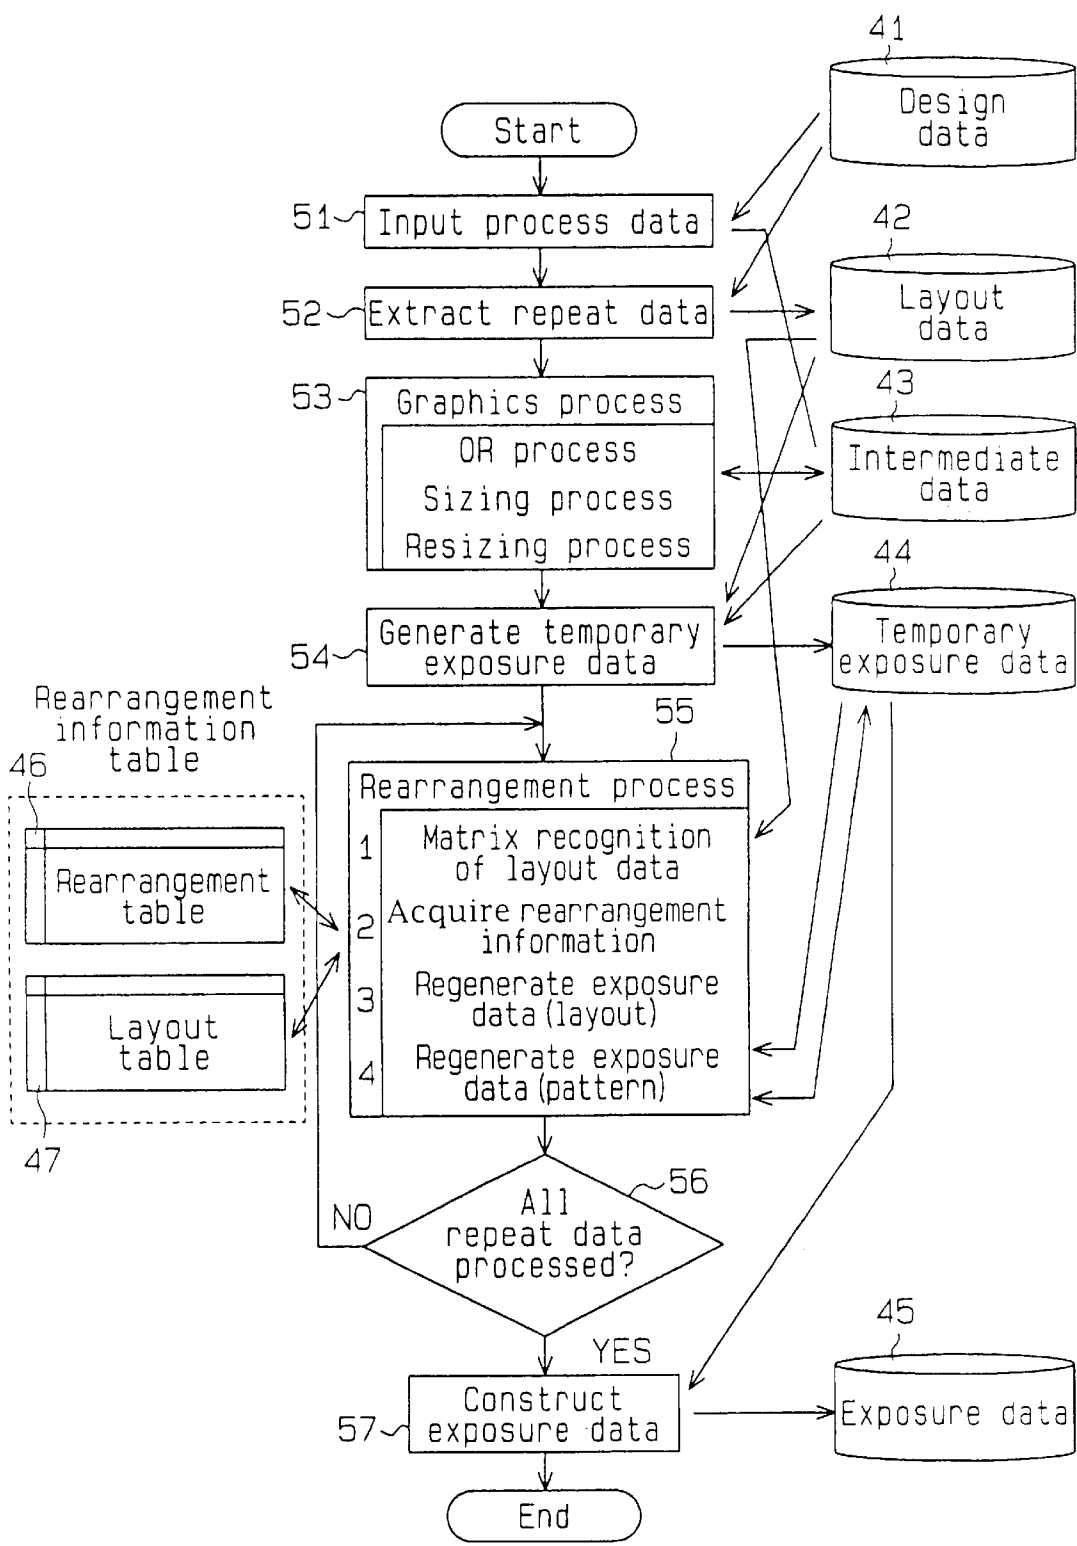 41
Design
data
Start
51
Input process data
42
Layout
data
52
Extract repeat data
53
Graphics process
OR process
Sizing process
Resizing process
43
Intermediate
data
44
Temporary
exposure data
54
Generate temporary
exposure data
Rearrangement
information
table
46
Rearrangement
table
Layout
table
47
55
Rearrangement process
1
Matrix recognition
of layout data
2
Acquire rearrangement
information
3
Regenerate exposure
data(layout)
4
Regenerate exposure
data(pattern)
56
All
repeat data
processed?
NO
YES
45
Exposure data
57
Construct
exposure data
End